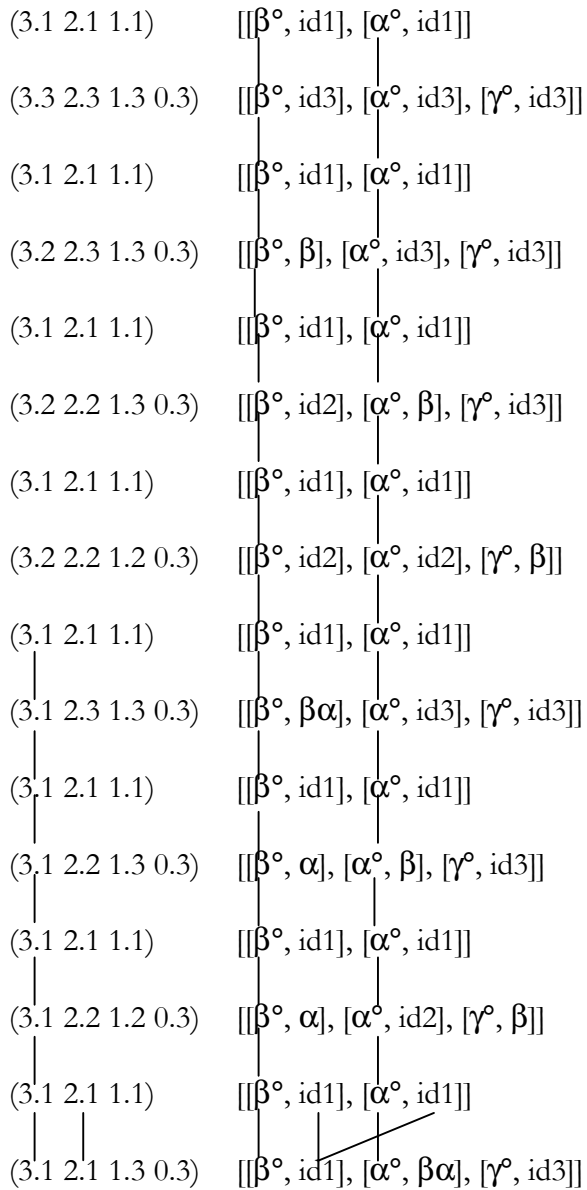 (3.1 2.1 1.1) [[β°, id1], [α°, id1]]
(3.3 2.3 1.3 0.3) [[β°, id3], [α°, id3], [γ°, id3]]
(3.1 2.1 1.1) [[β°, id1], [α°, id1]]
(3.2 2.3 1.3 0.3) [[β°, β], [α°, id3], [γ°, id3]]
(3.1 2.1 1.1) [[β°, id1], [α°, id1]]
(3.2 2.2 1.3 0.3) [[β°, id2], [α°, β], [γ°, id3]]
(3.1 2.1 1.1) [[β°, id1], [α°, id1]]
(3.2 2.2 1.2 0.3) [[β°, id2], [α°, id2], [γ°, β]]
(3.1 2.1 1.1) [[β°, id1], [α°, id1]]
(3.1 2.3 1.3 0.3) [[β°, βα], [α°, id3], [γ°, id3]]
(3.1 2.1 1.1) [[β°, id1], [α°, id1]]
(3.1 2.2 1.3 0.3) [[β°, α], [α°, β], [γ°, id3]]
(3.1 2.1 1.1) [[β°, id1], [α°, id1]]
(3.1 2.2 1.2 0.3) [[β°, α], [α°, id2], [γ°, β]]
(3.1 2.1 1.1) [[β°, id1], [α°, id1]]
(3.1 2.1 1.3 0.3) [[β°, id1], [α°, βα], [γ°, id3]]